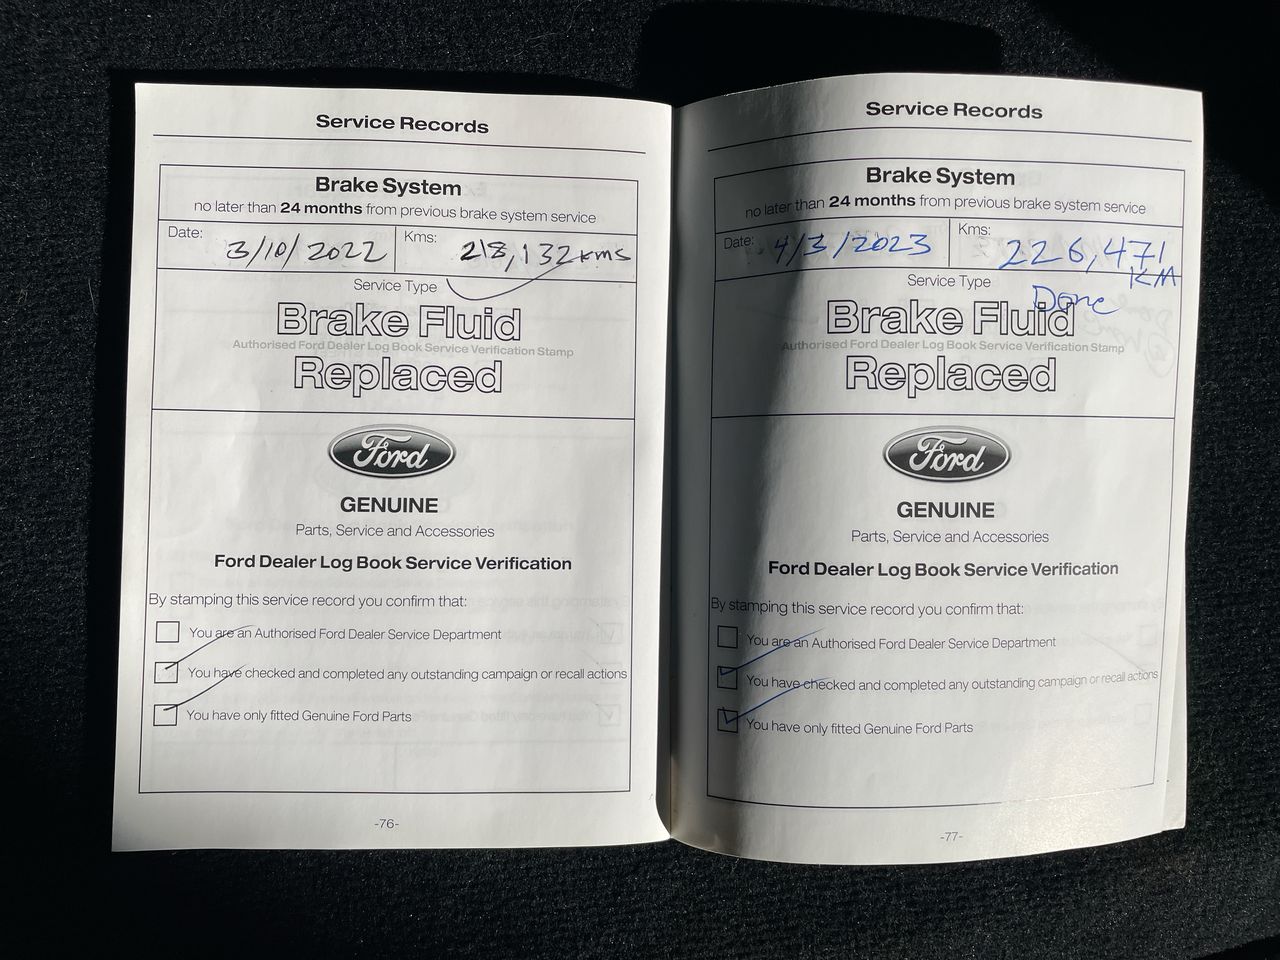 Service Records
Brake System
no later than 24 months from previous brake system service
Date: 3/10/2022 Kms: 218,132 kms
Service Type
Brake Fluid
Authorised Ford Dealer Log Book Service Verification Stamp
Replaced
Ford
GENUINE
Parts, Service and Accessories
Ford Dealer Log Book Service Verification
By stamping this service record you confirm that:
You are an Authorised Ford Dealer Service Department
You have checked and completed any outstanding campaign or recall actions
You have only fitted Genuine Ford Parts
-76-
Service Records
Brake System
no later than 24 months from previous brake system service
Date: 4/3/2023 Kms: 226,471
KM
Service Type
Done
Brake Fluid
Authorised Ford Dealer Log Book Service Verification Stamp
Replaced
Ford
GENUINE
Parts, Service and Accessories
Ford Dealer Log Book Service Verification
By stamping this service record you confirm that:
You are an Authorised Ford Dealer Service Department
You have checked and completed any outstanding campaign or recall actions
You have only fitted Genuine Ford Parts
-77-